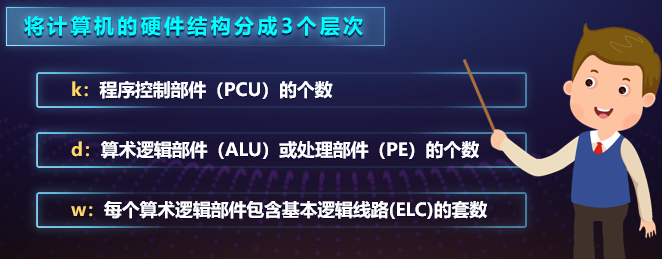 将计算机的硬件结构分成3个层次
k：程序控制部件（PCU）的个数
d：算术逻辑部件（ALU）或处理部件（PE）的个数
w：每个算术逻辑部件包含基本逻辑线路(ELC)的套数